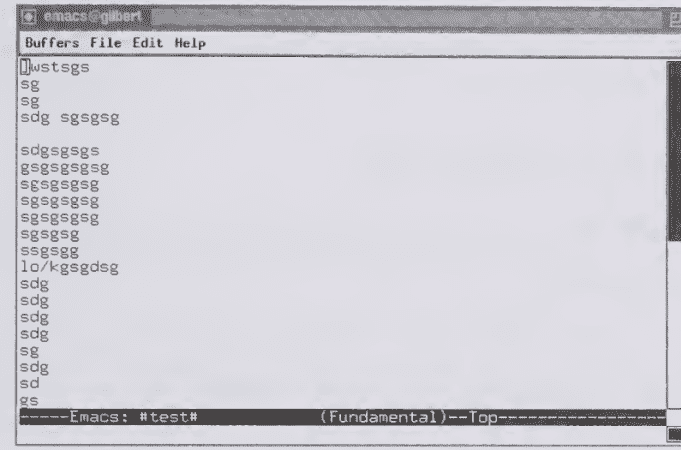 emacs@gilbert
Buffers File Edit Help
wstsgs
sg
sg
sdg sgsgsg
sdgsgsgs
gsgsgsgsg
sgsgsgsg
sgsgsgsg
sgsgsgsg
sgsgsg
ssgsgg
lo/kgsgdsg
sdg
sdg
sdg
sdg
sg
sdg
sd
gs
-----Emacs: #test# (Fundamental)--Top--------------------